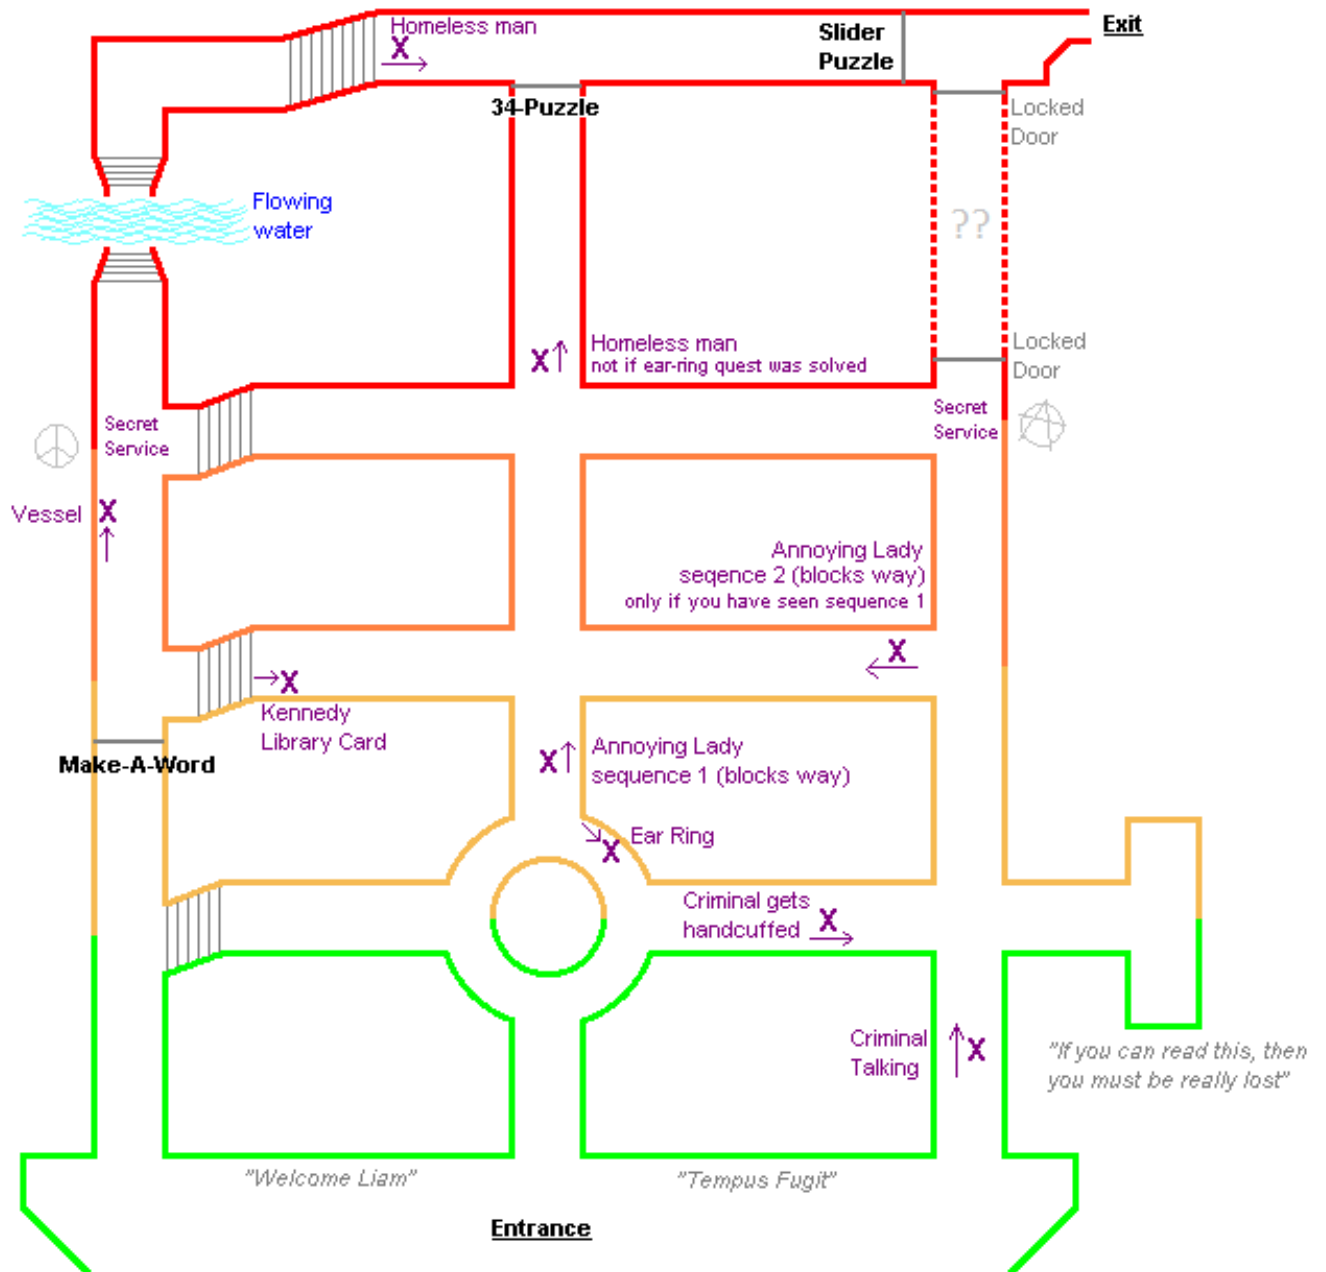 Homeless man
Slider
Puzzle
Exit
34-Puzzle
Locked
Door
Flowing
water
??
Homeless man
not if ear-ring quest was solved
Locked
Door
Secret
Service
Secret
Service
Vessel
Annoying Lady
seqence 2 (blocks way)
only if you have seen sequence 1
Kennedy
Library Card
Make-A-Word
Annoying Lady
sequence 1 (blocks way)
Ear Ring
Criminal gets
handcuffed
Criminal
Talking
"If you can read this, then
you must be really lost"
"Welcome Liam"
"Tempus Fugit"
Entrance